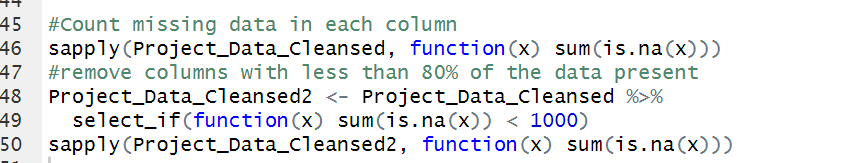 45 #Count missing data in each column
46 sapply(Project_Data_Cleansed, function(x) sum(is.na(x)))
47 #remove columns with less than 80% of the data present
48 Project_Data_Cleansed2 <- Project_Data_Cleansed %>%
49   select_if(function(x) sum(is.na(x)) < 1000)
50 sapply(Project_Data_Cleansed2, function(x) sum(is.na(x)))